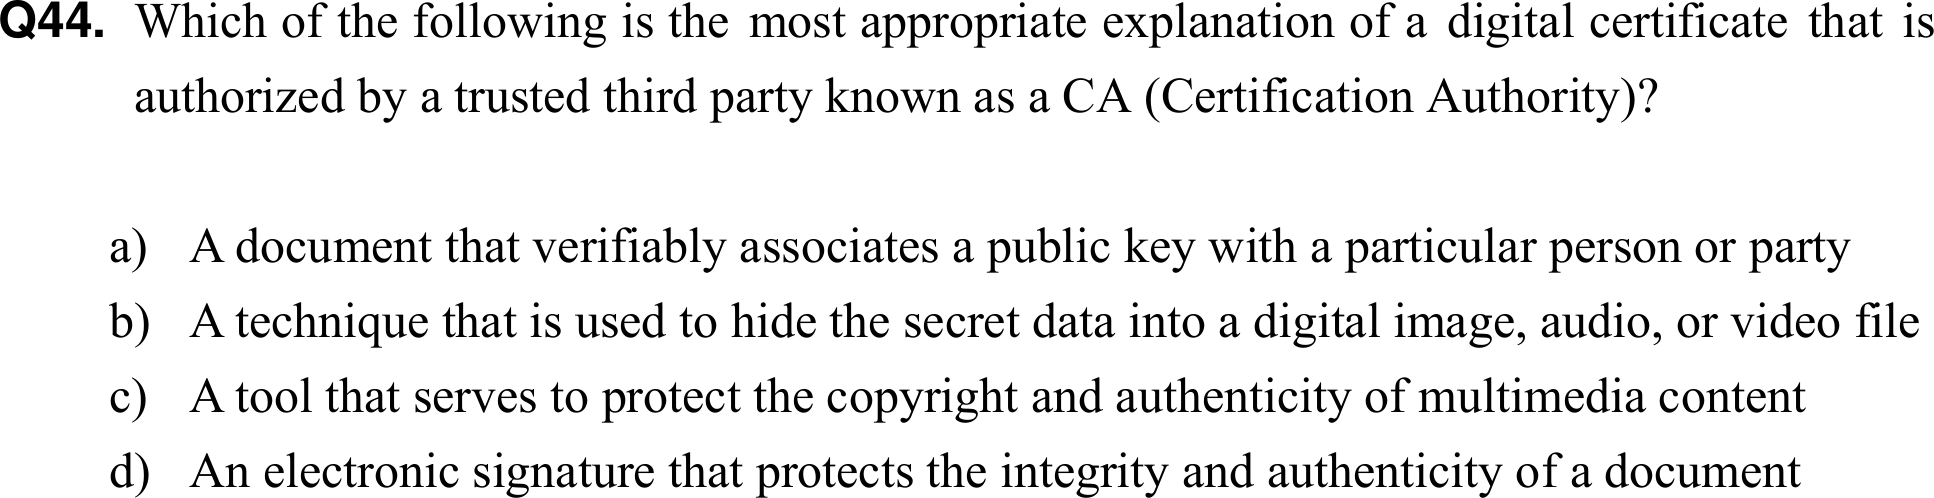 Q44. Which of the following is the most appropriate explanation of a digital certificate that is
authorized by a trusted third party known as a CA (Certification Authority)?
a) A document that verifiably associates a public key with a particular person or party
b) A technique that is used to hide the secret data into a digital image, audio, or video file
c) A tool that serves to protect the copyright and authenticity of multimedia content
d) An electronic signature that protects the integrity and authenticity of a document